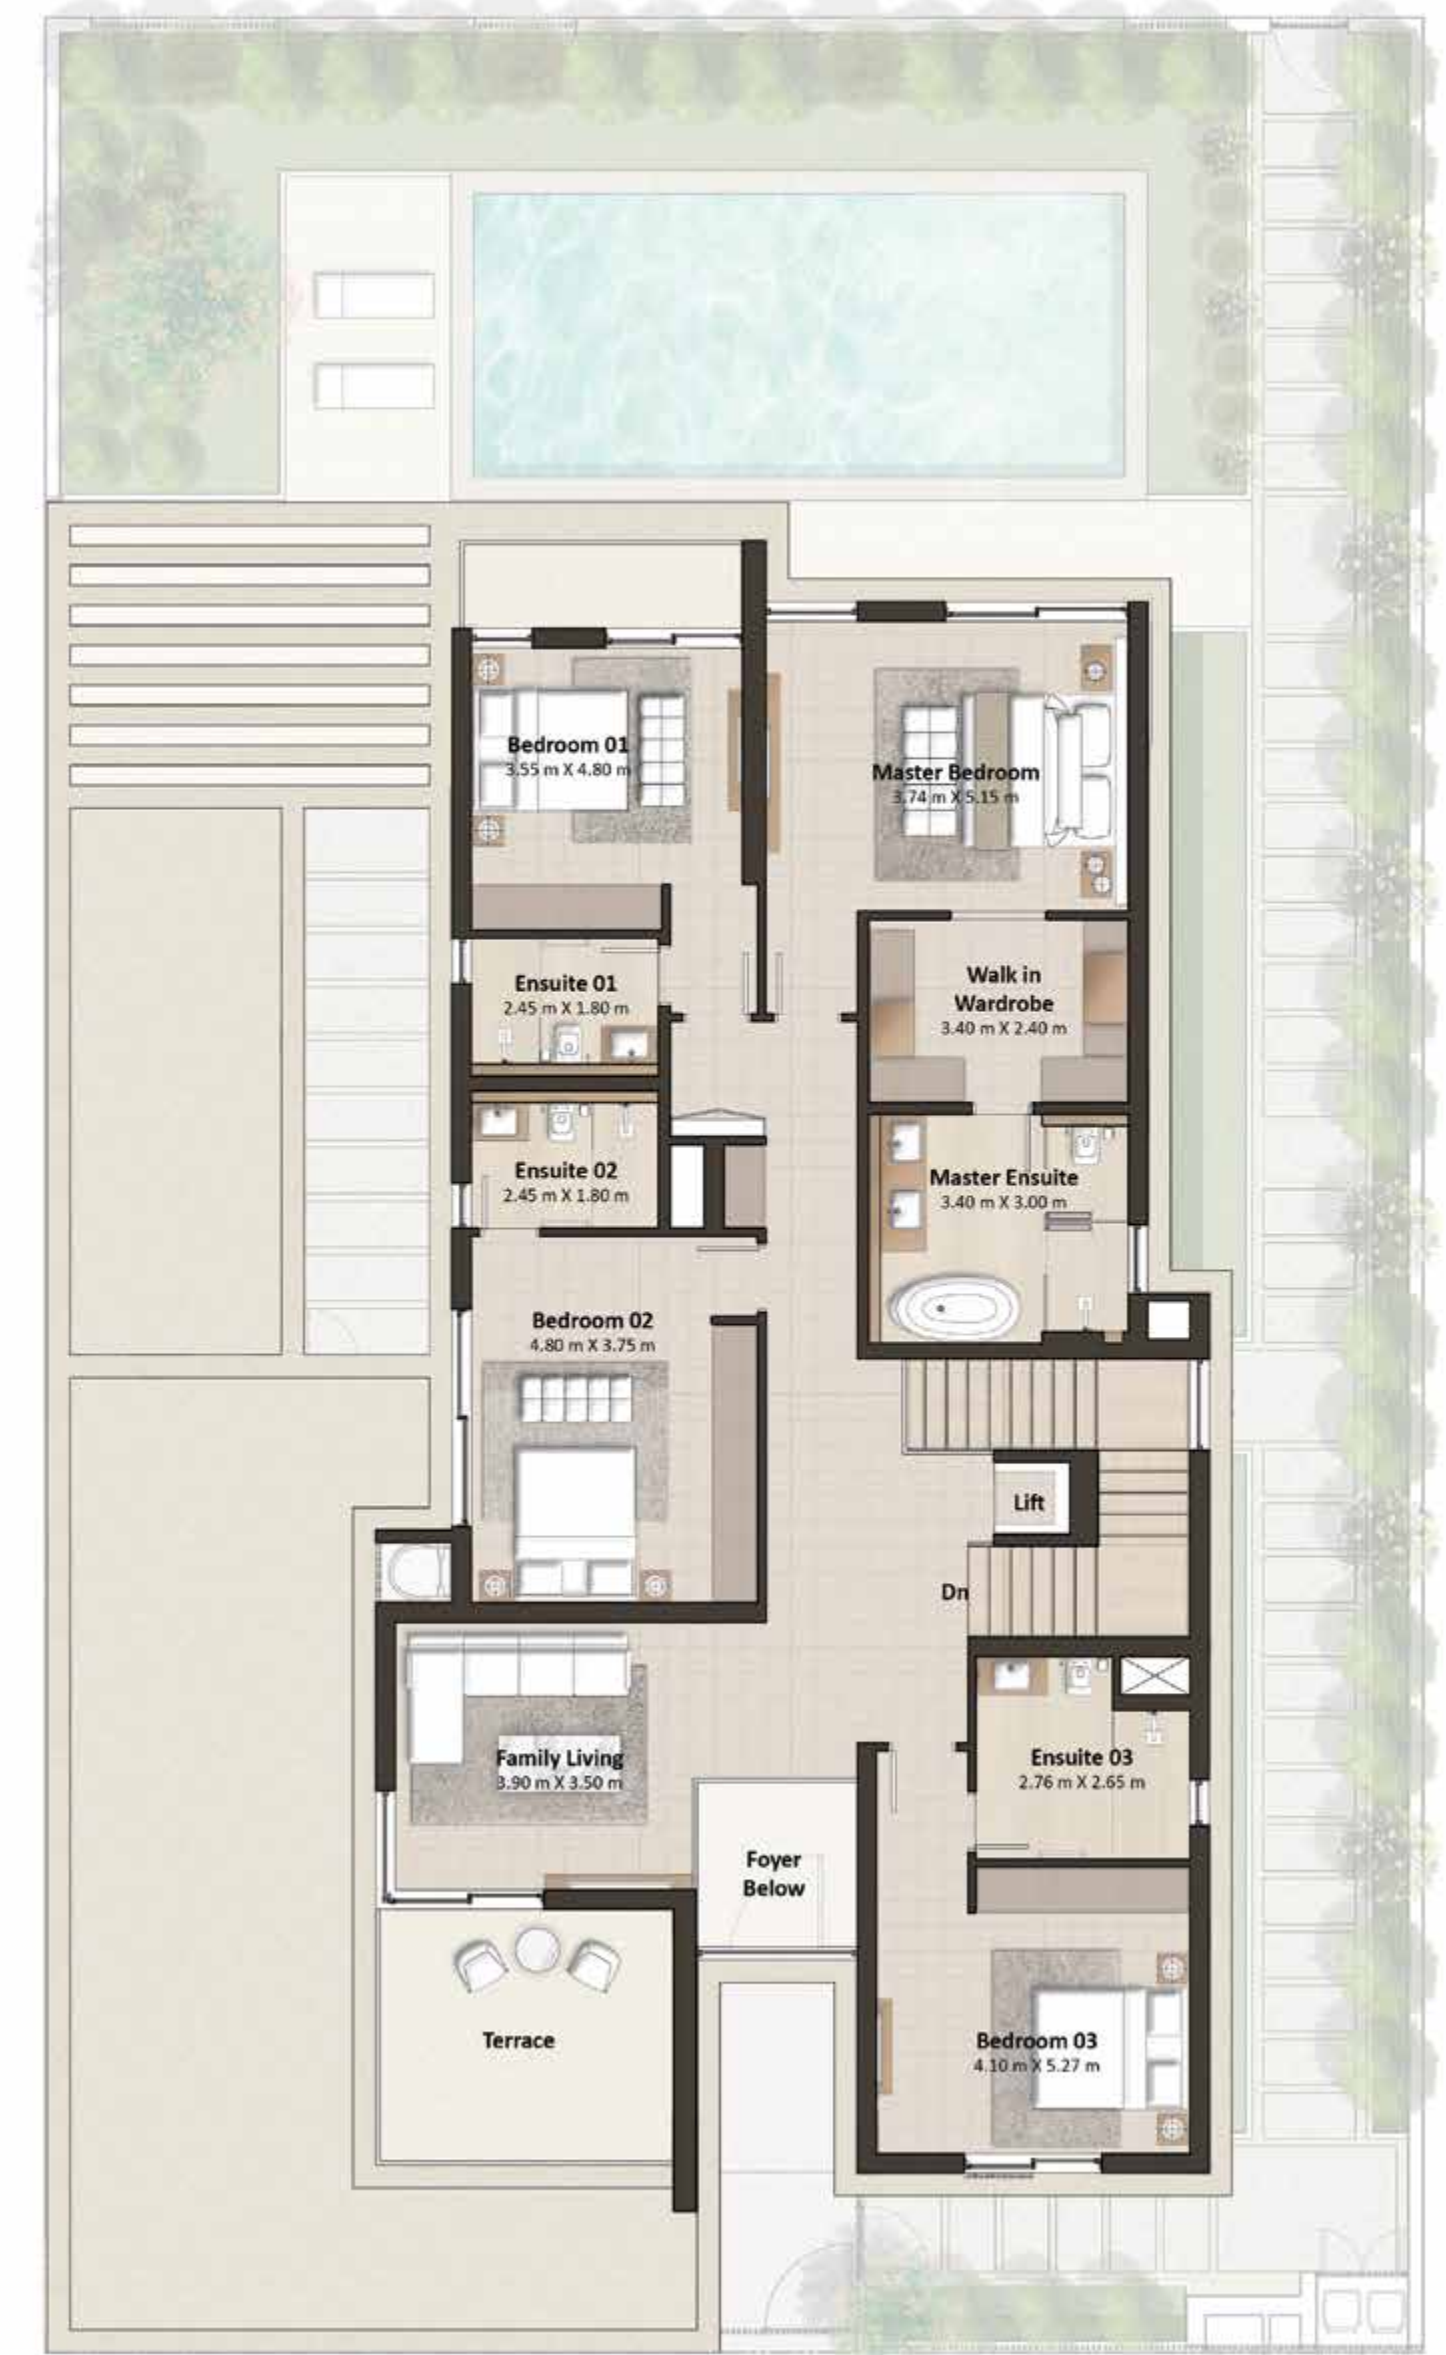 Bedroom 01
3.55 m X 4.80 m
Master Bedroom
3.74 m X 5.15 m
Ensuite 01
2.45 m X 1.80 m
Walk in
Wardrobe
3.40 m X 2.40 m
Ensuite 02
2.45 m X 1.80 m
Master Ensuite
3.40 m X 3.00 m
Bedroom 02
4.80 m X 3.75 m
Lift
Dn
Family Living
3.90 m X 3.50 m
Ensuite 03
2.76 m X 2.65 m
Foyer
Below
Terrace
Bedroom 03
4.10 m X 5.27 m